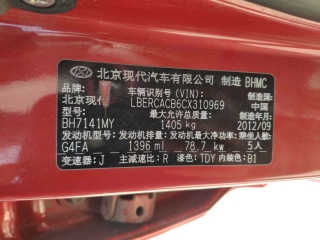 北京现代汽车有限公司 制造 BHMC
品牌: 车辆识别号(VIN): 制造国:
北京现代 LBERCACB6CX310969 中国
型号: 最大允许总质量: 制造年月:
BH7141MY 1405 kg 2012/09
发动机型号: 发动机排量: 发动机最大净功率: 乘坐人数:
G4FA 1396 ml 78.7 kw 5人
变速器: J 主减速比: R 漆色: TDY 内装色: B1